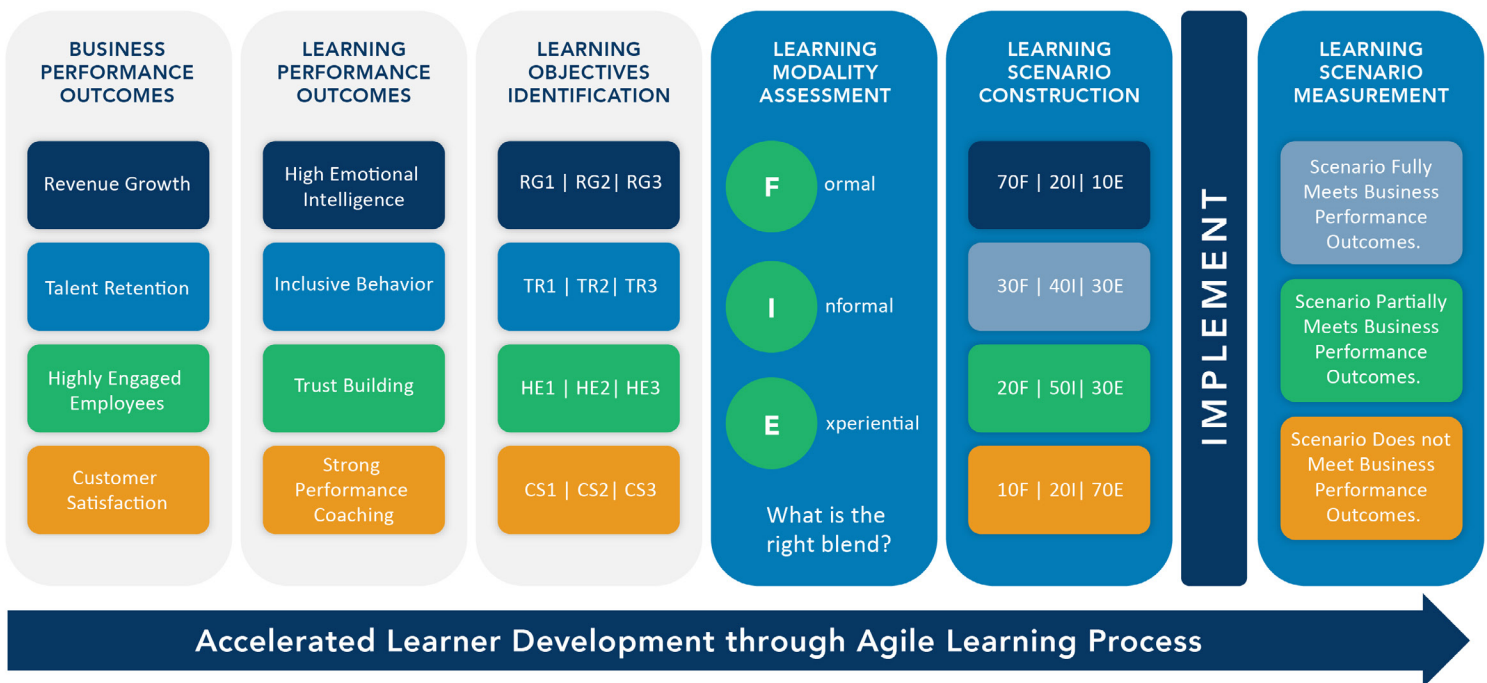 BUSINESS
PERFORMANCE
OUTCOMES
Revenue Growth
Talent Retention
Highly Engaged
Employees
Customer
Satisfaction
LEARNING
PERFORMANCE
OUTCOMES
High Emotional
Intelligence
Inclusive Behavior
Trust Building
Strong
Performance
Coaching
LEARNING
OBJECTIVES
IDENTIFICATION
RG1 | RG2| RG3
TR1 | TR2| TR3
HE1 | HE2| HE3
CS1 | CS2| CS3
LEARNING
MODALITY
ASSESSMENT
F ormal
I nformal
E xperiential
What is the
right blend?
LEARNING
SCENARIO
CONSTRUCTION
70F | 20I| 10E
30F | 40I| 30E
20F | 50I| 30E
10F | 20I| 70E
IMPLEMENT
LEARNING
SCENARIO
MEASUREMENT
Scenario Fully
Meets Business
Performance
Outcomes.
Scenario Partially
Meets Business
Performance
Outcomes.
Scenario Does not
Meet Business
Performance
Outcomes.
Accelerated Learner Development through Agile Learning Process